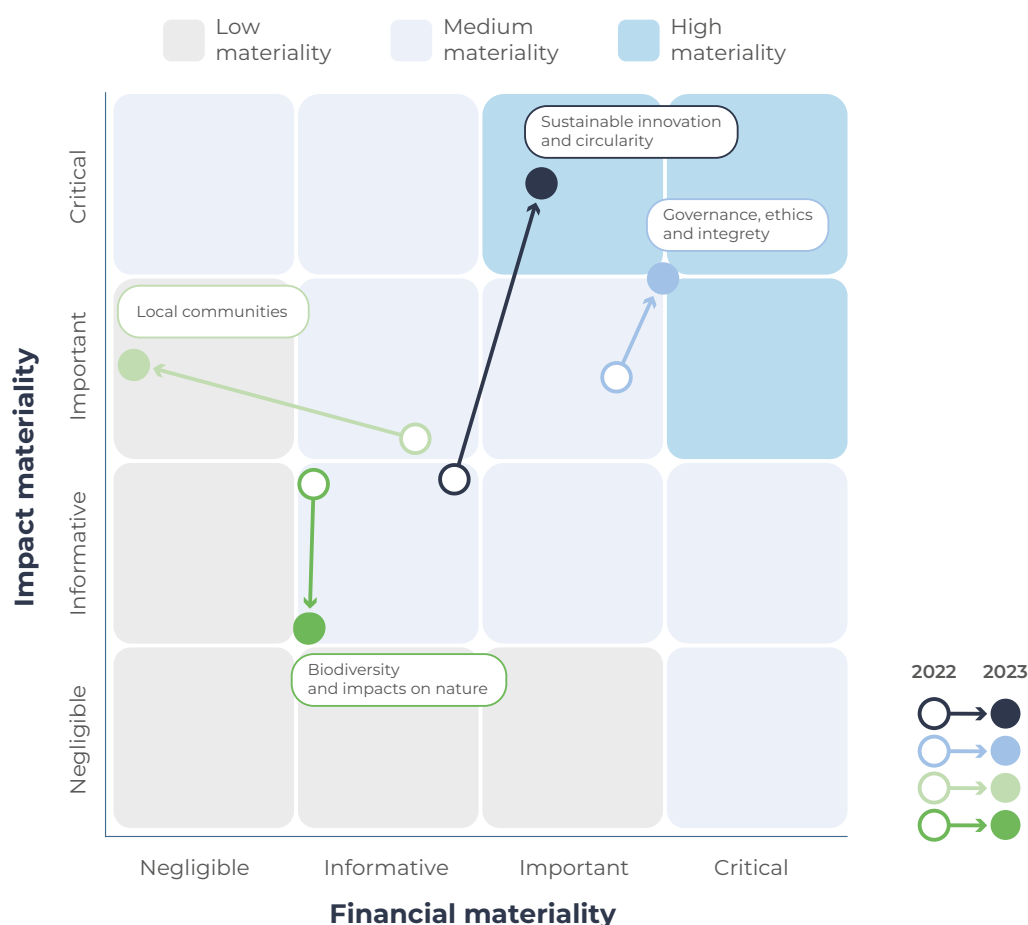 Low
materiality
Medium
materiality
High
materiality
Critical
Important
Informative
Negligible
Impact materiality
Sustainable innovation
and circularity
Governance, ethics
and integrety
Local communities
Biodiversity
and impacts on nature
Negligible
Informative
Important
Critical
Financial materiality
2022
2023